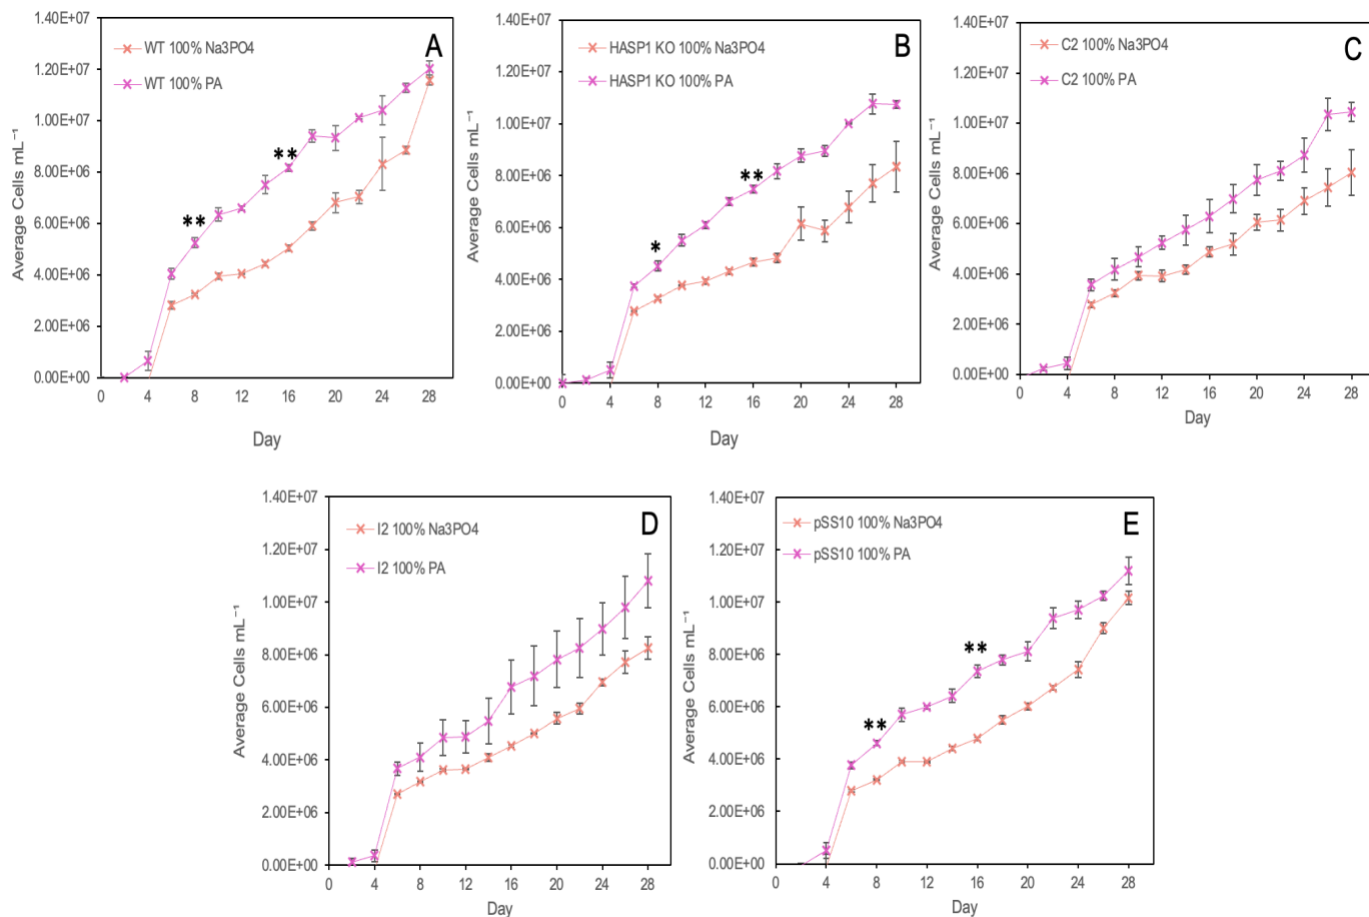 A
WT 100% Na3PO4
WT 100% PA
1.40E+07
1.20E+07
1.00E+07
8.00E+06
6.00E+06
4.00E+06
2.00E+06
0.00E+00
Average Cells mL⁻¹
**
**
0 4 8 12 16 20 24 28
Day
B
HASP1 KO 100% Na3PO4
HASP1 KO 100% PA
1.40E+07
1.20E+07
1.00E+07
8.00E+06
6.00E+06
4.00E+06
2.00E+06
0.00E+00
Average Cells mL⁻¹
*
**
0 4 8 12 16 20 24 28
Day
C
C2 100% Na3PO4
C2 100% PA
1.40E+07
1.20E+07
1.00E+07
8.00E+06
6.00E+06
4.00E+06
2.00E+06
0.00E+00
Average Cells mL⁻¹
0 4 8 12 16 20 24 28
Day
D
I2 100% Na3PO4
I2 100% PA
1.40E+07
1.20E+07
1.00E+07
8.00E+06
6.00E+06
4.00E+06
2.00E+06
0.00E+00
Average Cells mL⁻¹
0 4 8 12 16 20 24 28
Day
E
pSS10 100% Na3PO4
pSS10 100% PA
1.40E+07
1.20E+07
1.00E+07
8.00E+06
6.00E+06
4.00E+06
2.00E+06
0.00E+00
Average Cells mL⁻¹
**
**
0 4 8 12 16 20 24 28
Day